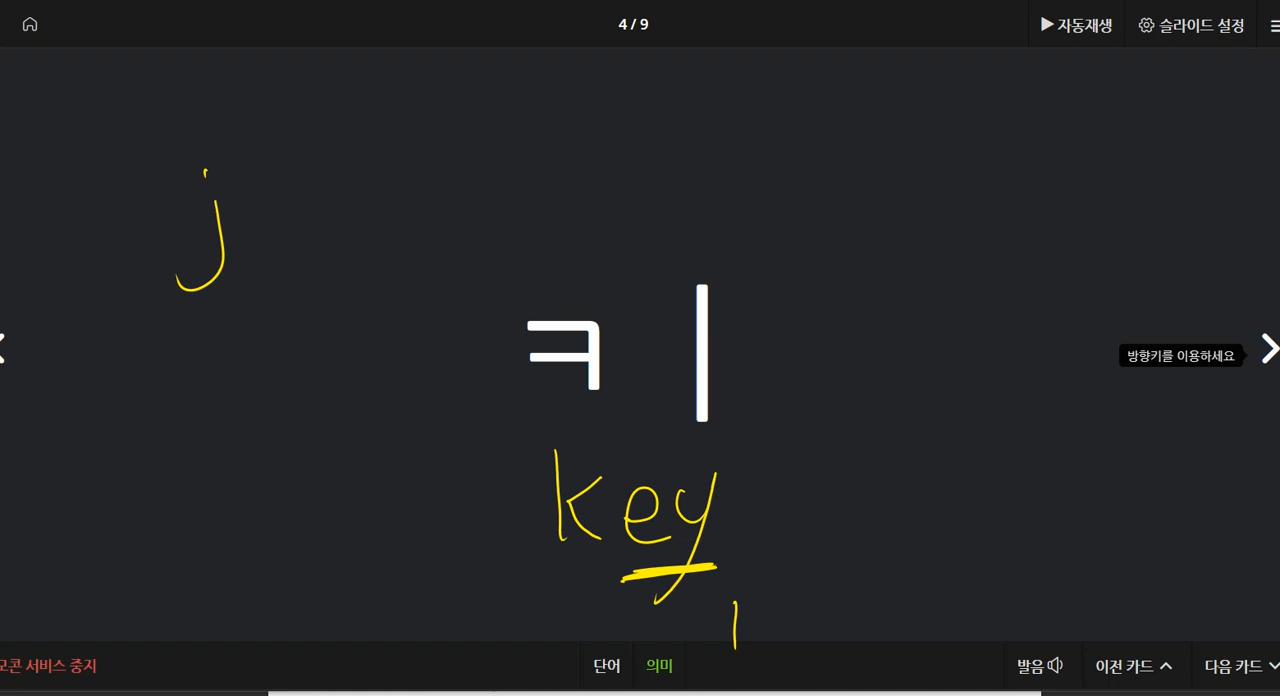 4 / 9
자동재생
슬라이드 설정
j
키
방향키를 이용하세요
key
모콘 서비스 중지
단어
의미
발음
이전 카드
다음 카드